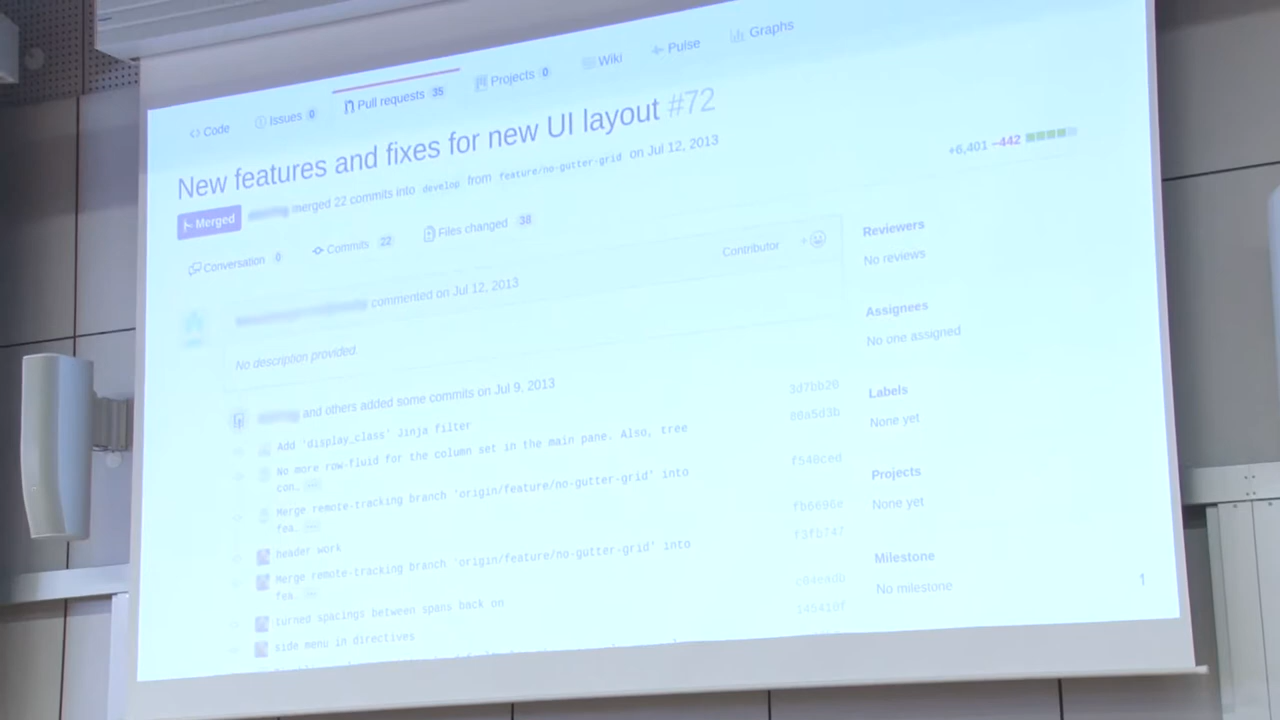 Code Issues 0 Pull requests 35 Projects 0 Wiki Pulse Graphs
New features and fixes for new UI layout #72
Merged merged 22 commits into develop from feature/no-gutter-grid on Jul 12, 2013
+6,401 −442
Conversation 0 Commits 22 Files changed 38
commented on Jul 12, 2013 Contributor
No description provided.
and others added some commits on Jul 9, 2013
Add 'display_class' Jinja filter 3d7bb20
No more row-fluid for the column set in the main pane. Also, tree 80a5d3b
con. …
Merge remote-tracking branch 'origin/feature/no-gutter-grid' into f540ced
fea. …
header work fb6696e
Merge remote-tracking branch 'origin/feature/no-gutter-grid' into f3fb747
fea. …
turned spacings between spans back on
side menu in directives
Reviewers
No reviews
Assignees
No one assigned
Labels
None yet
Projects
None yet
Milestone
No milestone
1